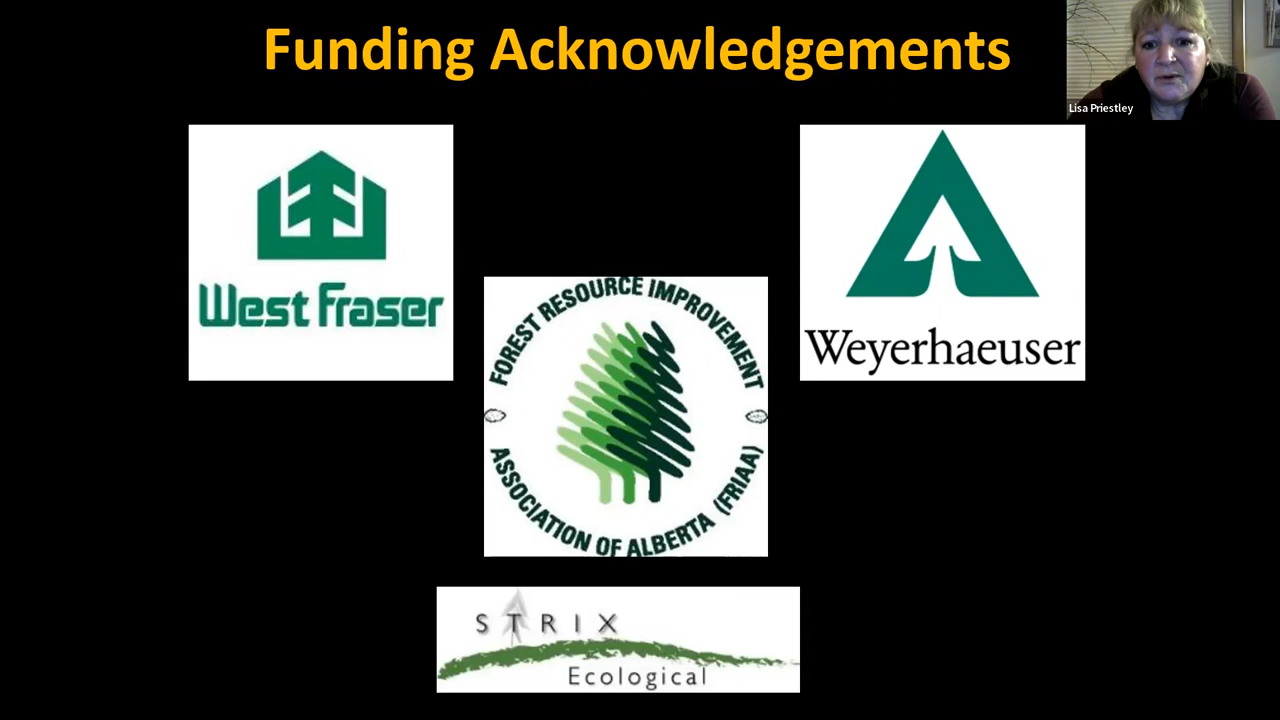 Funding Acknowledgements
Lisa Priestley
West Fraser
Weyerhaeuser
FOREST RESOURCE IMPROVEMENT
ASSOCIATION OF ALBERTA (FRIAA)
STRIX
Ecological